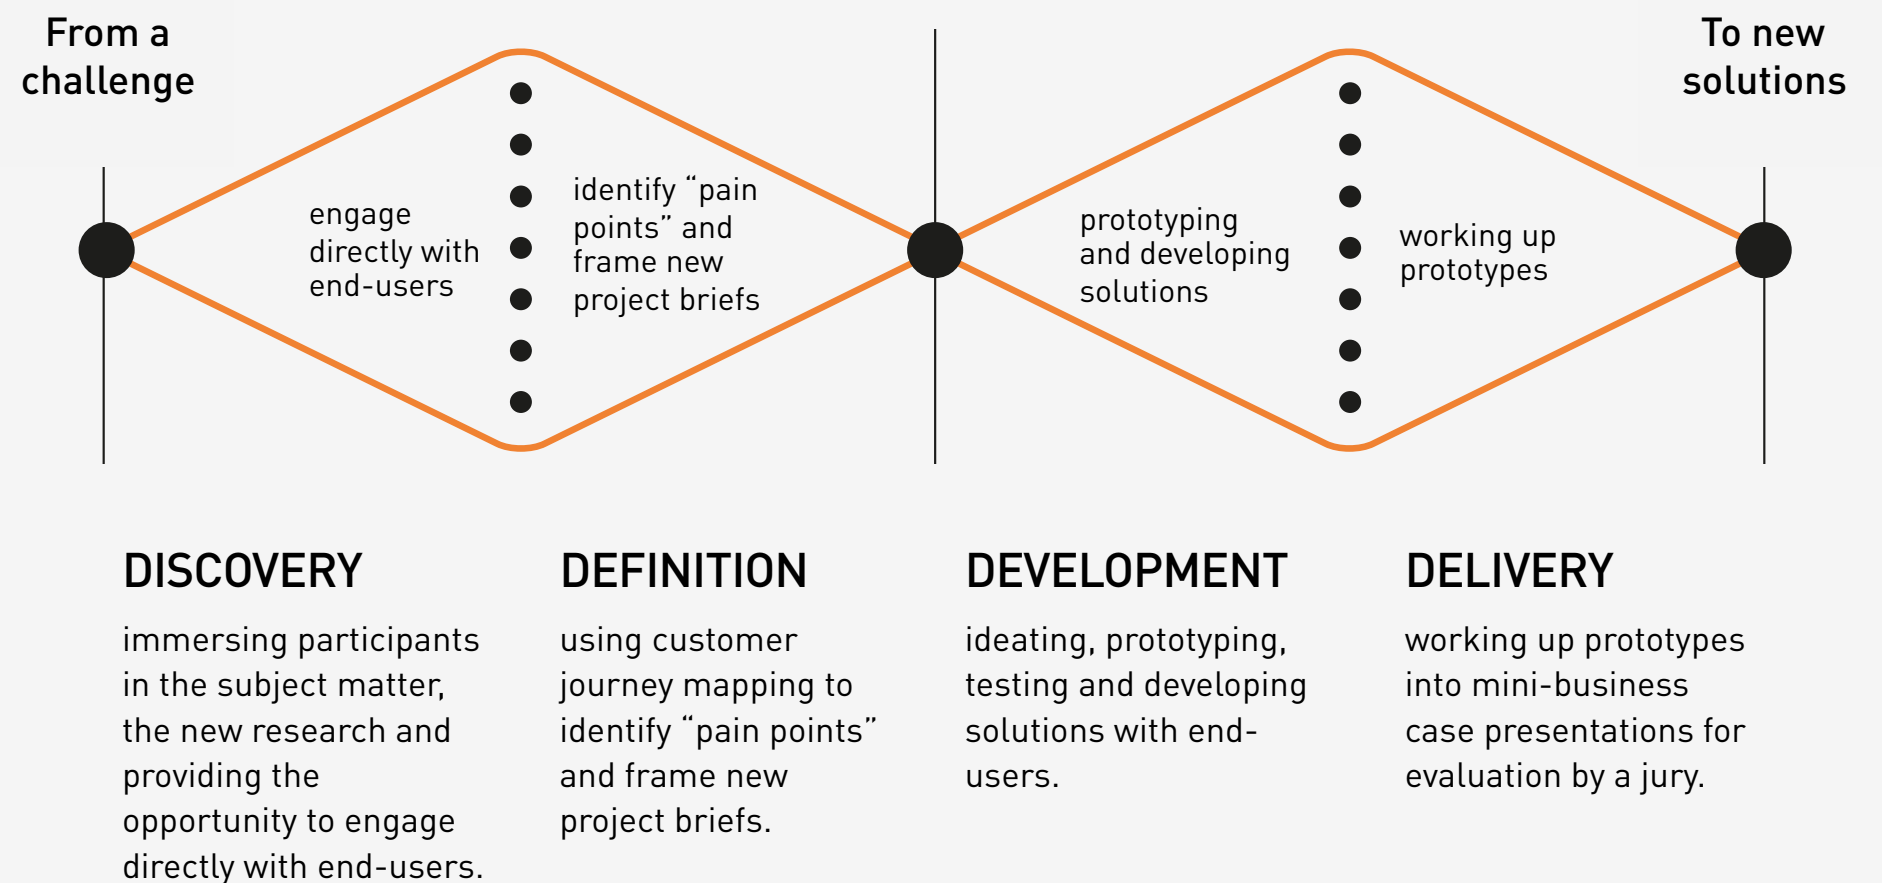 From a
challenge
To new
solutions
engage
directly with
end-users
identify “pain
points” and
frame new
project briefs
prototyping
and developing
solutions
working up
prototypes
DISCOVERY
immersing participants
in the subject matter,
the new research and
providing the
opportunity to engage
directly with end-users.
DEFINITION
using customer
journey mapping to
identify “pain points”
and frame new
project briefs.
DEVELOPMENT
ideating, prototyping,
testing and developing
solutions with end-
users.
DELIVERY
working up prototypes
into mini-business
case presentations for
evaluation by a jury.